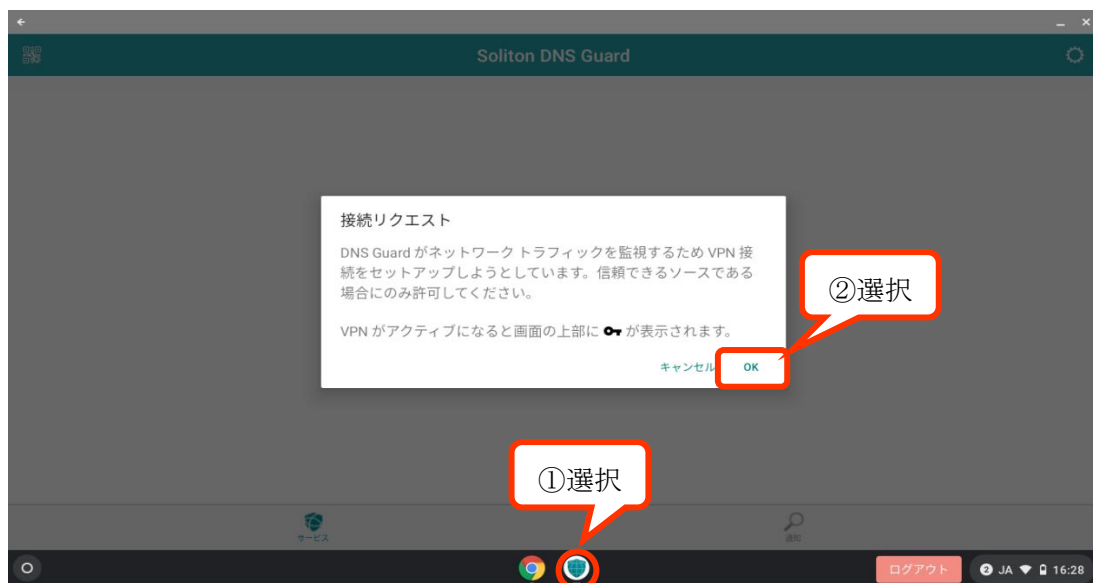 Soliton DNS Guard
接続リクエスト
DNS Guard がネットワーク トラフィックを監視するため VPN 接
続をセットアップしようとしています。信頼できるソースである
場合にのみ許可してください。
VPN がアクティブになると画面の上部に が表示されます。
キャンセル OK
②選択
①選択
サービス
通知
ログアウト
2 JA 16:28